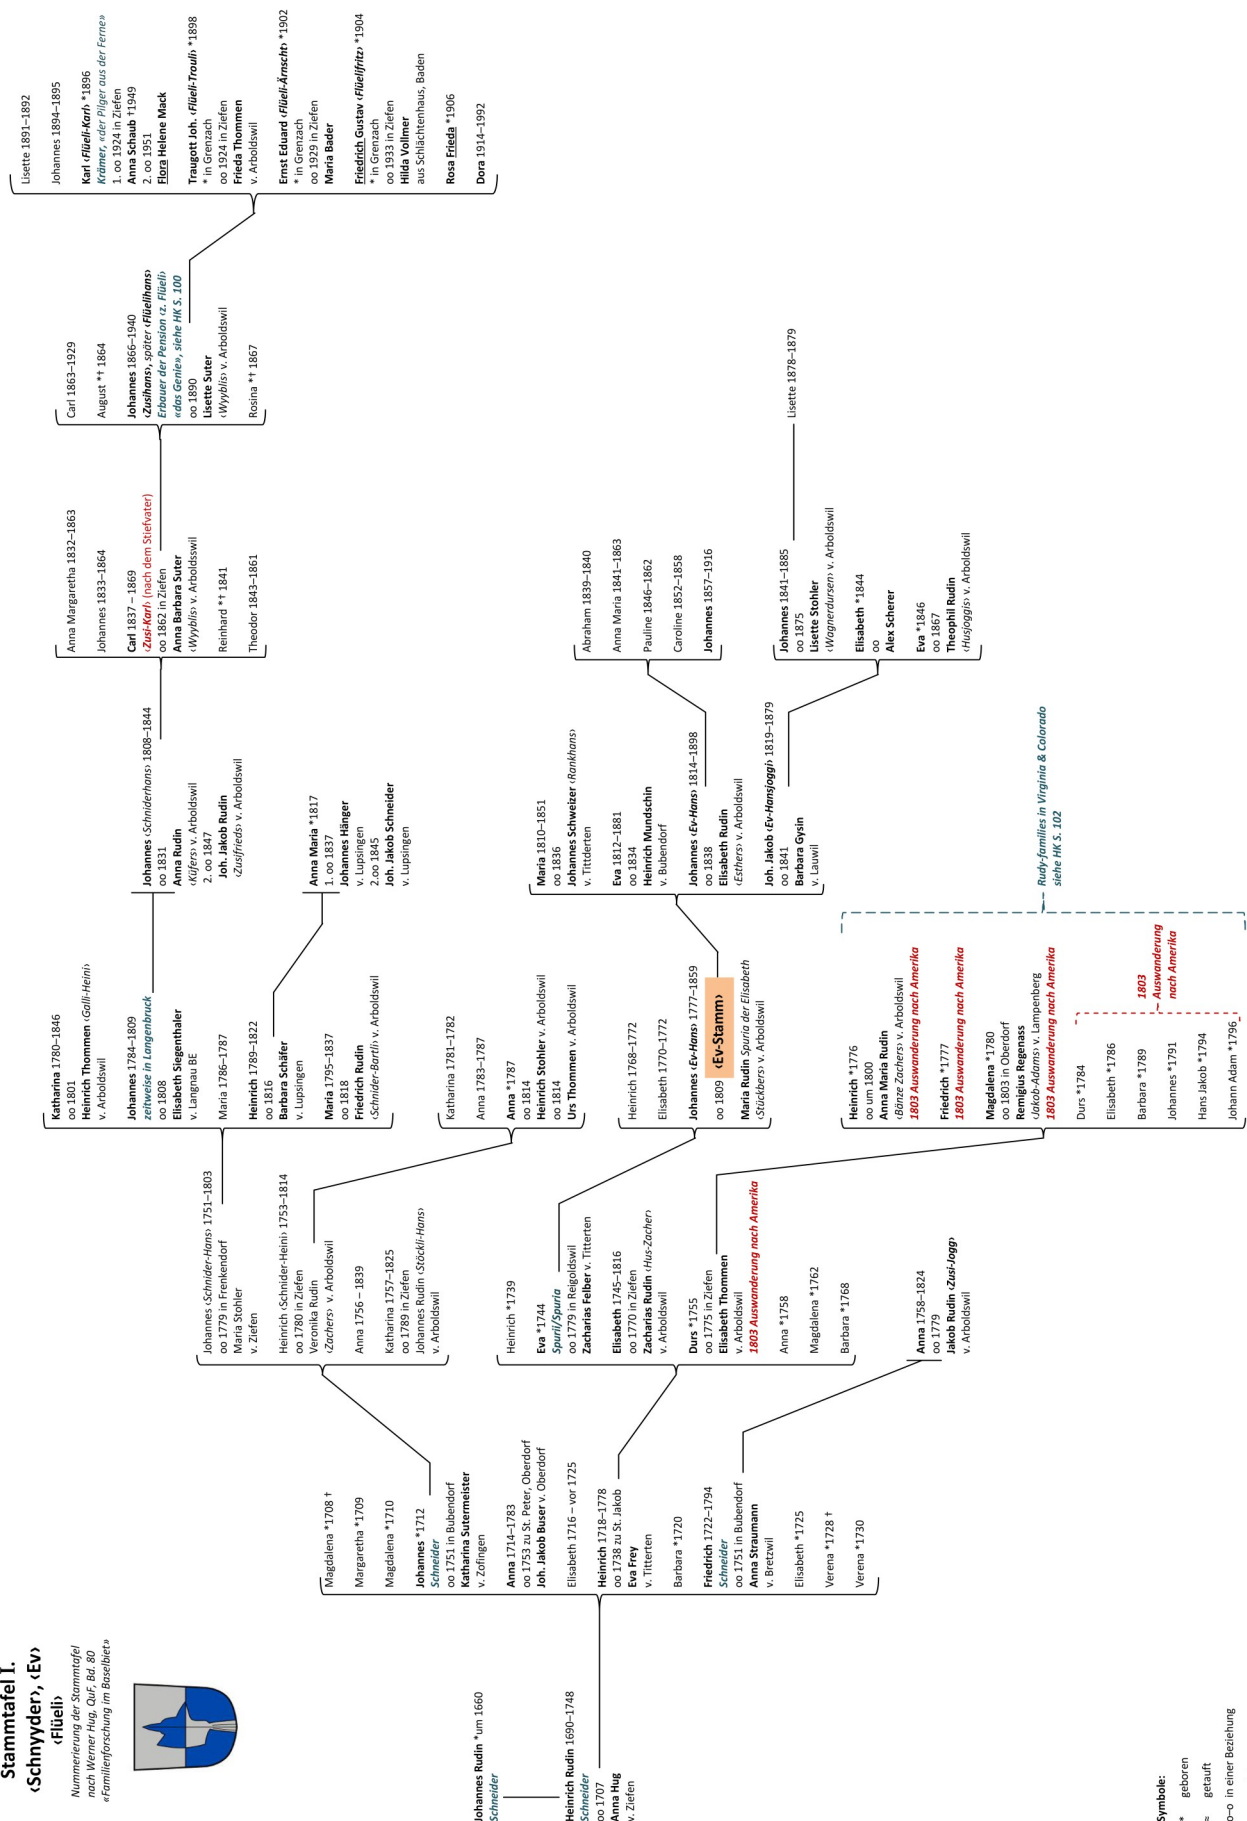 Stammtafel I.
‹Schnyyder›, ‹Ev›
‹Flüeli›
Nummerierung der Stammtafel
nach Werner Hug, QuF, Bd. 80
«Familienforschung im Baselbiet»
Johannes Rudin *um 1660
Schneider
Heinrich Rudin 1690–1748
Schneider
oo 1707
Anna Hug
v. Ziefen
Magdalena *1708 †
Margaretha *1709
Magdalena *1710
Johannes *1712
Schneider
oo 1751 in Bubendorf
Katharina Sutermeister
v. Zofingen
Anna 1714–1783
oo 1753 zu St. Peter, Oberdorf
Joh. Jakob Buser v. Oberdorf
Elisabeth 1716 – vor 1725
Heinrich 1718–1778
oo 1738 zu St. Jakob
Eva Frey
v. Titterten
Barbara *1720
Friedrich 1722–1794
Schneider
oo 1751 in Bubendorf
Anna Straumann
v. Bretzwil
Elisabeth *1725
Verena *1728 †
Verena *1730
Johannes ‹Schnider-Hans› 1751–1803
oo 1779 in Frenkendorf
Maria Stohler
v. Ziefen
Heinrich ‹Schnider-Heini› 1753–1814
oo 1780 in Ziefen
Veronika Rudin
‹Zachers› v. Arboldswil
Anna 1756 – 1839
Katharina 1757–1825
oo 1789 in Ziefen
Johannes Rudin ‹Stöckli-Hans›
v. Arboldswil
Heinrich *1739
Eva *1744
Spurii/Spuria
oo 1779 in Reigoldswil
Zacharias Felber v. Titterten
Elisabeth 1745–1816
oo 1770 in Ziefen
Zacharias Rudin ‹Hus-Zacher›
v. Arboldswil
Durs *1755
oo 1775 in Ziefen
Elisabeth Thommen
v. Arboldswil
1803 Auswanderung nach Amerika
Anna *1758
Magdalena *1762
Barbara *1768
Anna 1758–1824
oo 1779
Jakob Rudin ‹Zusi-Jogg›
v. Arboldswil
Katharina 1780–1846
oo 1801
Heinrich Thommen ‹Galli-Heini›
v. Arboldswil
Johannes 1784–1809
zeitweise in Langenbruck
oo 1808
Elisabeth Siegenthaler
v. Langnau BE
Maria 1786–1787
Heinrich 1789–1822
oo 1816
Barbara Schäfer
v. Lupsingen
Maria 1795–1837
oo 1818
Friedrich Rudin
‹Schnider-Bartli› v. Arboldswil
Katharina 1781–1782
Anna 1783–1787
Anna *1787
oo 1814
Heinrich Stohler v. Arboldswil
oo 1814
Urs Thommen v. Arboldswil
Heinrich 1768–1772
Elisabeth 1770–1772
Johannes ‹Ev-Hans› 1777–1859
oo 1809 ‹Ev-Stamm›
Maria Rudin Spuria der Elisabeth
‹Stückbers› v. Arboldswil
Heinrich *1776
oo um 1800
Anna Maria Rudin
‹Bänze Zachers› v. Arboldswil
1803 Auswanderung nach Amerika
Friedrich *1777
1803 Auswanderung nach Amerika
Magdalena *1780
oo 1803 in Oberdorf
Remigius Regenass
‹Jakob-Adams› v. Lampenberg
1803 Auswanderung nach Amerika
Durs *1784
Elisabeth *1786
Barbara *1789
Johannes *1791
Hans Jakob *1794
Johann Adam *1796
1803
Auswanderung
nach Amerika
Rudy-families in Virginia & Colorado
siehe HK S. 102
Johannes ‹Schniderhans› 1808–1844
oo 1831
Anna Rudin
‹Küfers› v. Arboldswil
2. oo 1847
Joh. Jakob Rudin
‹Zusifrieds› v. Arboldswil
Anna Maria *1817
1. oo 1837
Johannes Hänger
v. Lupsingen
2.oo 1845
Joh. Jakob Schneider
v. Lupsingen
Maria 1810–1851
oo 1836
Johannes Schweizer ‹Rankhans›
v. Tittderten
Eva 1812–1881
oo 1834
Heinrich Mundschin
v. Bubendorf
Johannes ‹Ev-Hans› 1814–1898
oo 1838
Elisabeth Rudin
‹Esthers› v. Arboldswil
Joh. Jakob ‹Ev-Hansjoggi› 1819–1879
oo 1841
Barbara Gysin
v. Lauwil
Anna Margaretha 1832–1863
Johannes 1833–1864
Carl 1837 – 1869
‹Zusi-Karl› (nach dem Stiefvater)
oo 1862 in Ziefen
Anna Barbara Suter
‹Wyyblis› v. Arboldsswil
Reinhard *† 1841
Theodor 1843–1861
Abraham 1839–1840
Anna Maria 1841–1863
Pauline 1846–1862
Caroline 1852–1858
Johannes 1857–1916
Johannes 1841–1885
oo 1875
Lisette Stohler
‹Wagnerdursen› v. Arboldswil
Elisabeth *1844
oo
Alex Scherer
Eva *1846
oo 1867
Theophil Rudin
‹Husjoggis› v. Arboldswil
Carl 1863–1929
August *† 1864
Johannes 1866–1940
‹Zusihans›, später ‹Flüelihans›
Erbauer der Pension ‹z. Flüeli›
«das Genie», siehe HK S. 100
oo 1890
Lisette Suter
‹Wyyblis› v. Arboldswil
Rosina *† 1867
Lisette 1878–1879
Lisette 1891–1892
Johannes 1894–1895
Karl ‹Flüeli-Karl› *1896
Krämer, «der Pilger aus der Ferne»
1. oo 1924 in Ziefen
Anna Schaub †1949
2. oo 1951
Flora Helene Mack
Traugott Joh. ‹Flüeli-Trauli› *1898
* in Grenzach
oo 1924 in Ziefen
Frieda Thommen
v. Arboldswil
Ernst Eduard ‹Flüeli-Ärnscht› *1902
* in Grenzach
oo 1929 in Ziefen
Maria Bader
Friedrich Gustav ‹Flüelifritz› *1904
* in Grenzach
oo 1933 in Ziefen
Hilda Vollmer
aus Schlächtenhaus, Baden
Rosa Frieda *1906
Dora 1914–1992
Symbole:
* geboren
≈ getauft
o–o in einer Beziehung